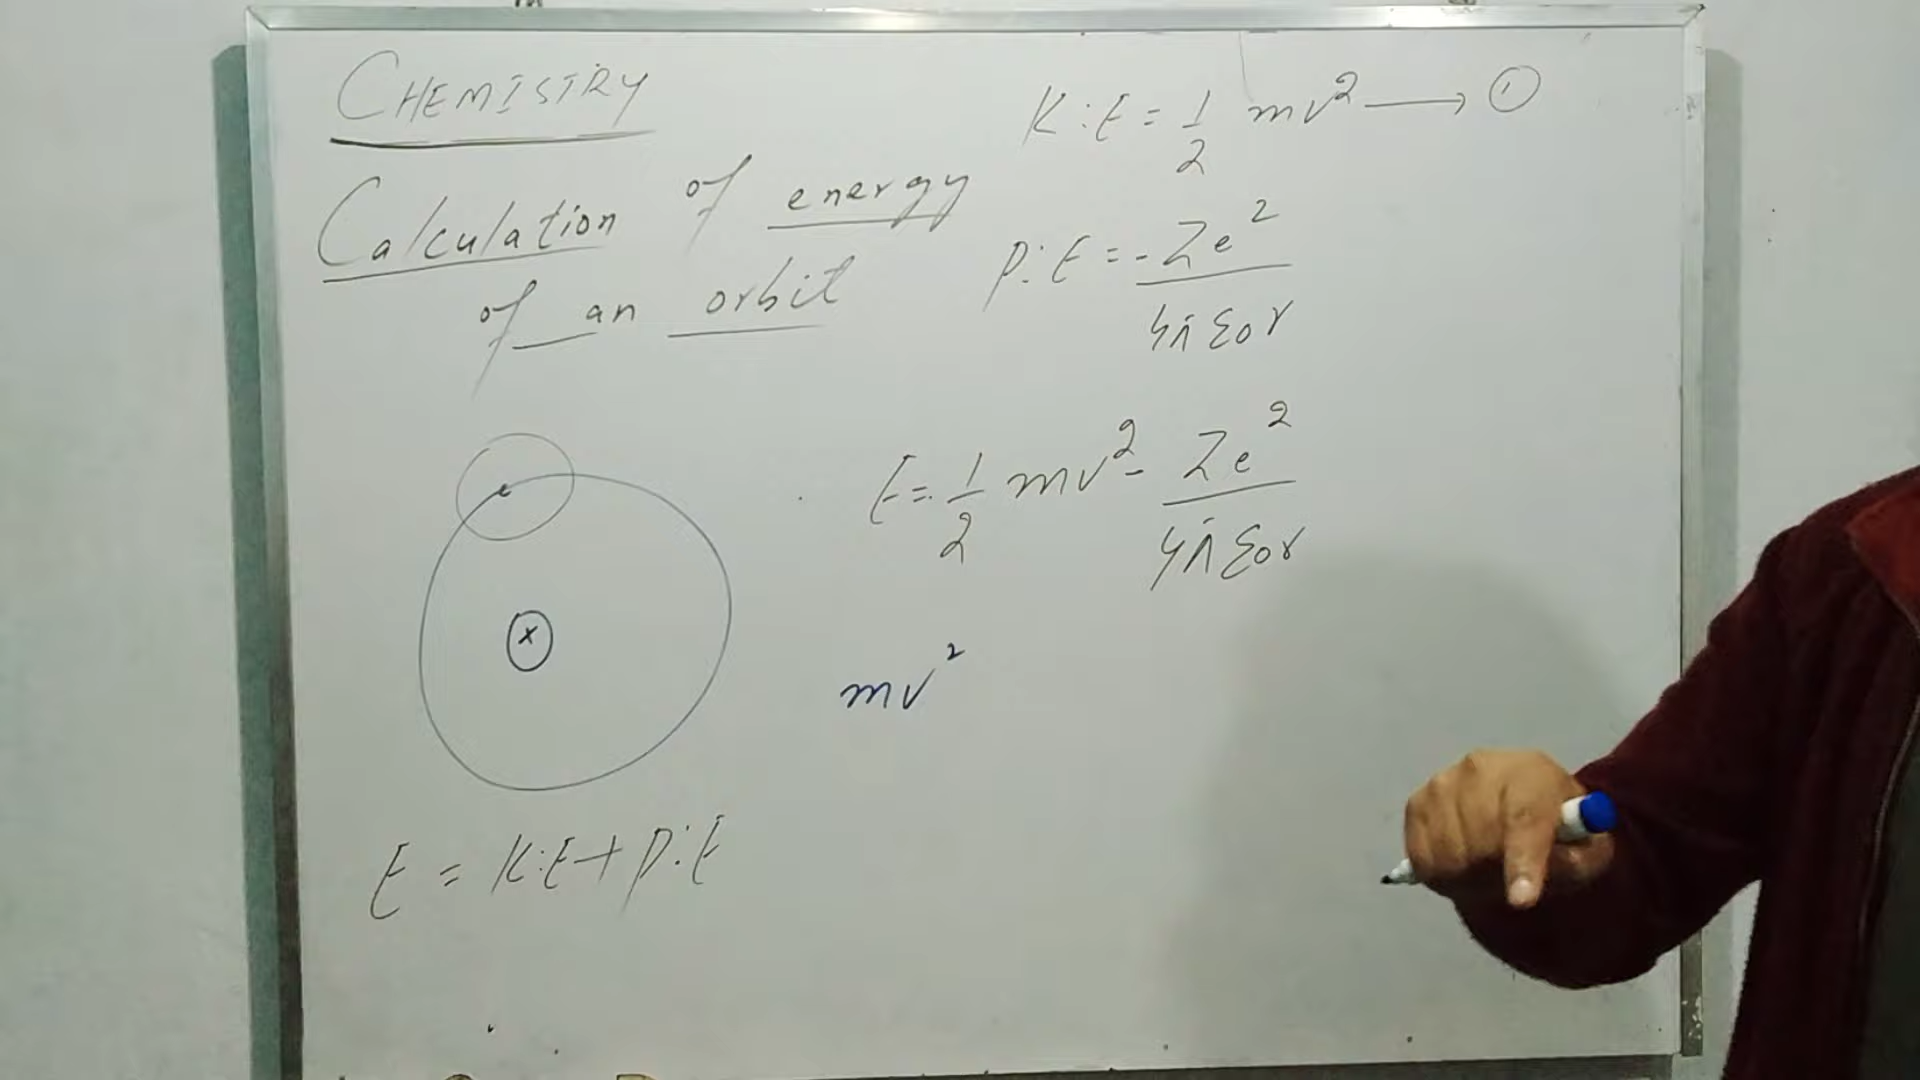 CHEMISTRY
Calculation of energy
of an orbit
E = K:E + P:E
K:E = 1/2 mv² → ①
P:E = -Ze²/4πε₀r
E = 1/2 mv² - Ze²/4πε₀r
mv²